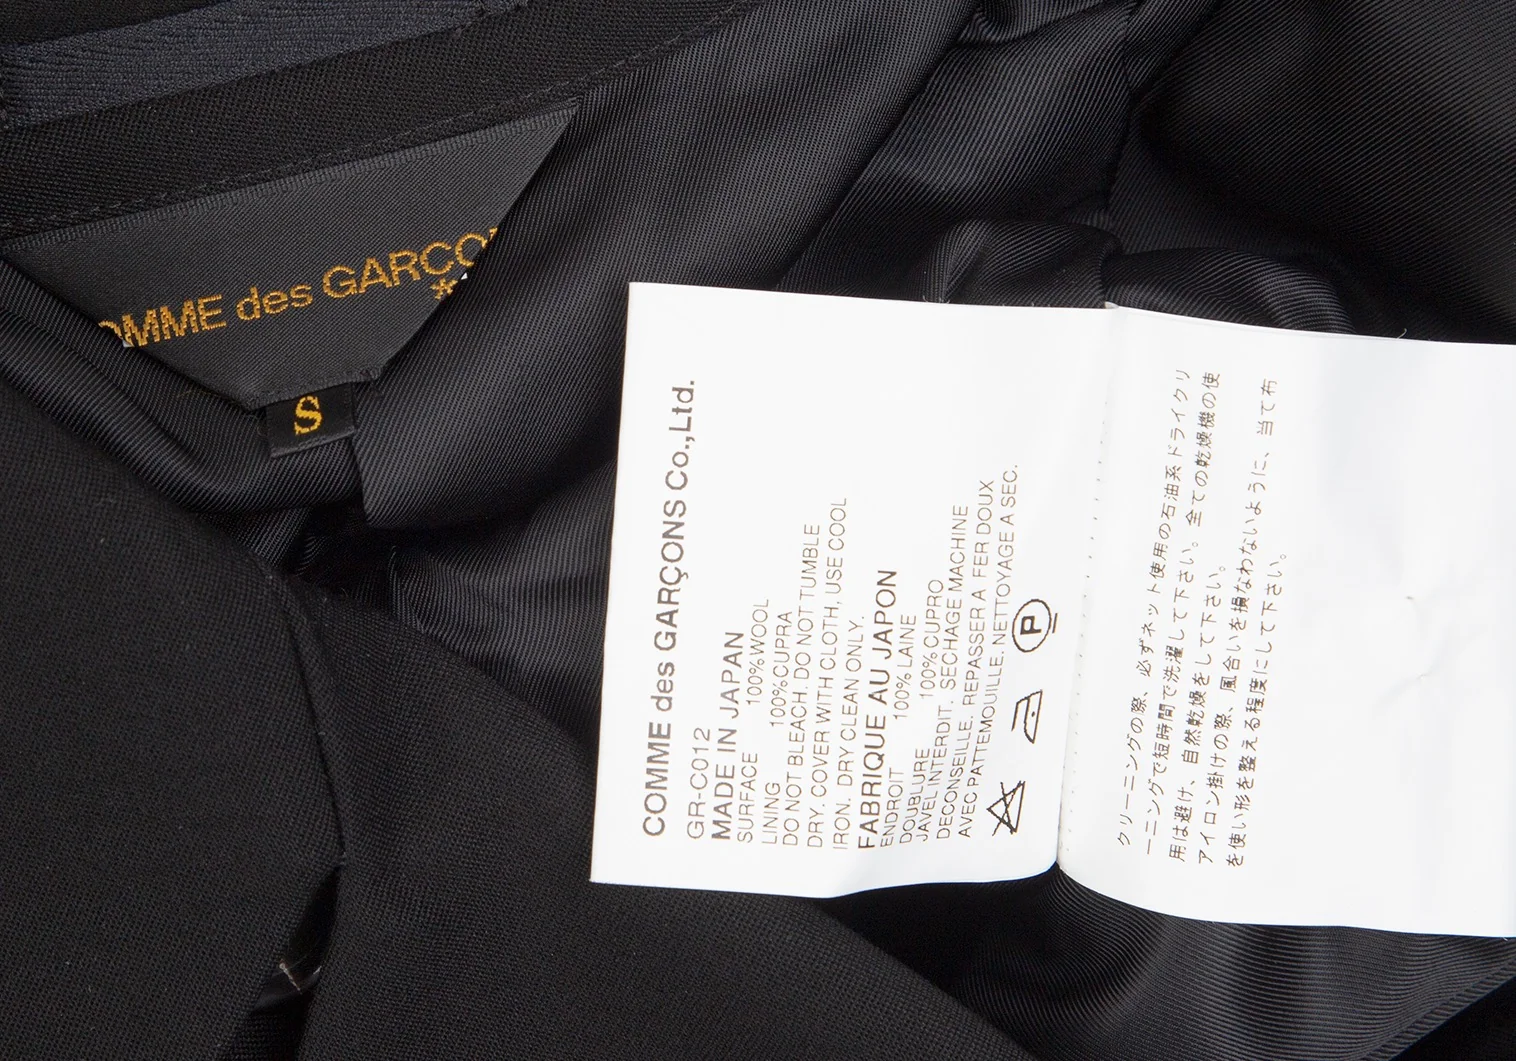 OMME des GARÇO
*
S
COMME des GARÇONS Co.,Ltd.
GR-C012
MADE IN JAPAN
SURFACE 100%WOOL
LINING 100%CUPRA
DO NOT BLEACH. DO NOT TUMBLE
DRY. COVER WITH CLOTH, USE COOL
IRON. DRY CLEAN ONLY.
FABRIQUE AU JAPON
ENDROIT 100% LAINE
DOUBLURE 100% CUPRO
JAVEL INTERDIT. SECHAGE MACHINE
DECONSEILLE. REPASSER A FER DOUX
AVEC PATTEMOUILLE. NETTOYAGE A SEC.
P
クリーニングの際、必ずネット使用の石油系ドライクリ
ーニングで短時間で洗濯して下さい。全ての乾燥機の使
用は避け、自然乾燥をして下さい。
アイロン掛けの際、風合いを損なわないように、当て布
を使い形を整える程度にして下さい。